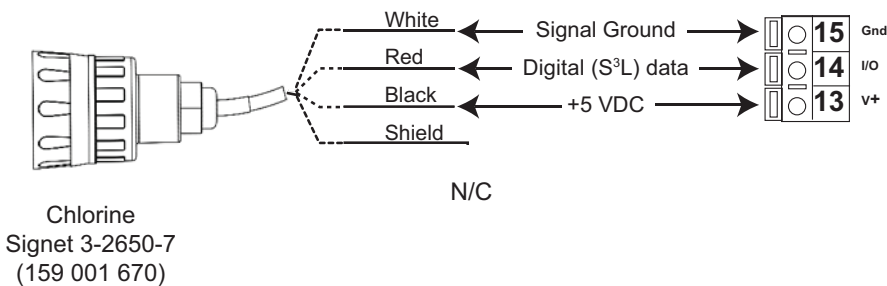 White Signal Ground 15 Gnd
Red Digital (S³L) data 14 I/O
Black +5 VDC 13 V+
Shield
N/C
Chlorine
Signet 3-2650-7
(159 001 670)